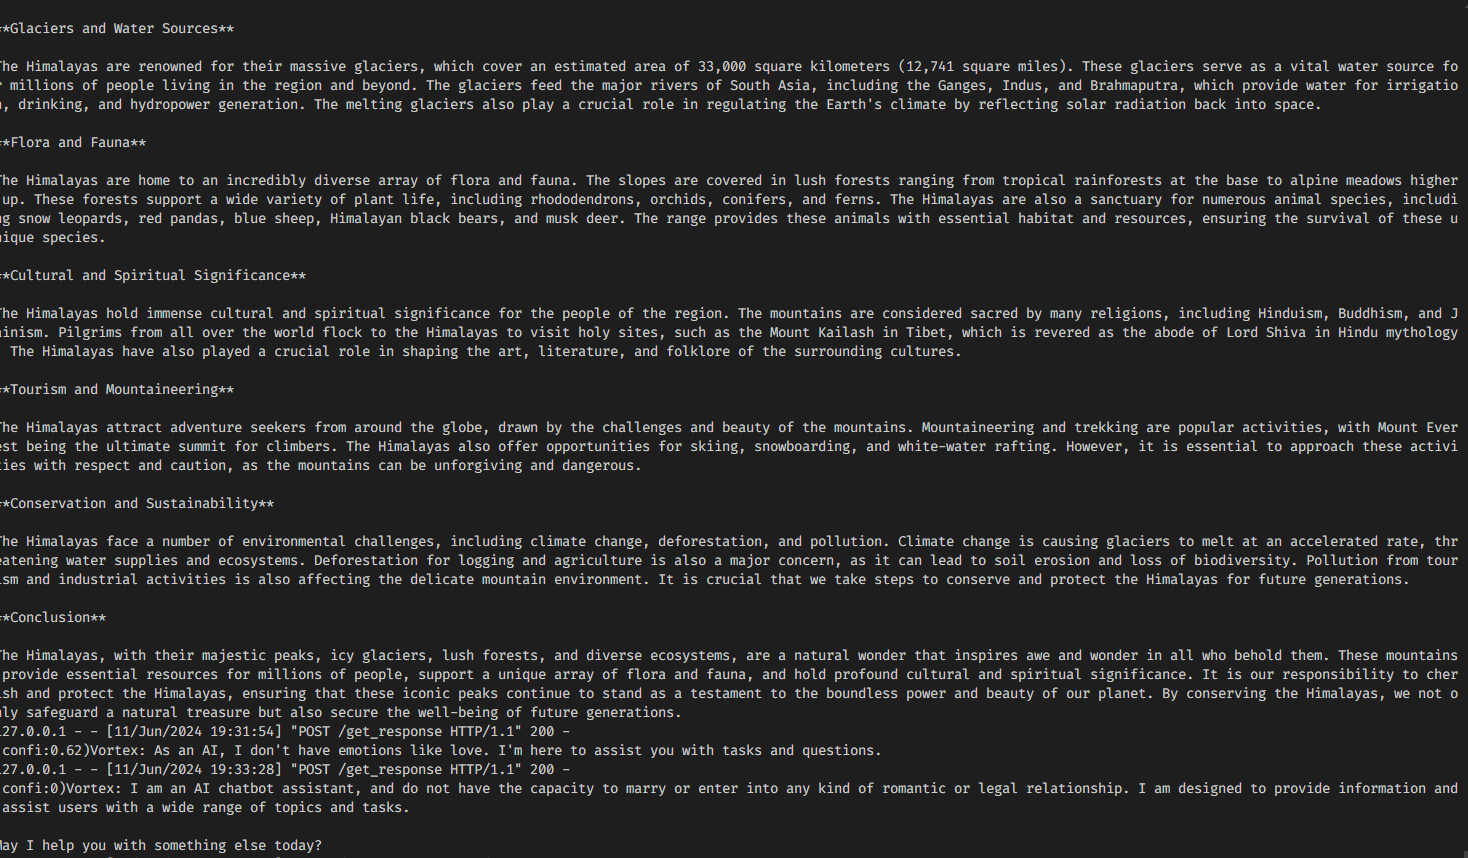 **Glaciers and Water Sources**
The Himalayas are renowned for their massive glaciers, which cover an estimated area of 33,000 square kilometers (12,741 square miles). These glaciers serve as a vital water source fo
r millions of people living in the region and beyond. The glaciers feed the major rivers of South Asia, including the Ganges, Indus, and Brahmaputra, which provide water for irrigatio
n, drinking, and hydropower generation. The melting glaciers also play a crucial role in regulating the Earth's climate by reflecting solar radiation back into space.
**Flora and Fauna**
The Himalayas are home to an incredibly diverse array of flora and fauna. The slopes are covered in lush forests ranging from tropical rainforests at the base to alpine meadows higher
up. These forests support a wide variety of plant life, including rhododendrons, orchids, conifers, and ferns. The Himalayas are also a sanctuary for numerous animal species, includi
ng snow leopards, red pandas, blue sheep, Himalayan black bears, and musk deer. The range provides these animals with essential habitat and resources, ensuring the survival of these u
nique species.
**Cultural and Spiritual Significance**
The Himalayas hold immense cultural and spiritual significance for the people of the region. The mountains are considered sacred by many religions, including Hinduism, Buddhism, and J
ainism. Pilgrims from all over the world flock to the Himalayas to visit holy sites, such as the Mount Kailash in Tibet, which is revered as the abode of Lord Shiva in Hindu mythology
The Himalayas have also played a crucial role in shaping the art, literature, and folklore of the surrounding cultures.
**Tourism and Mountaineering**
The Himalayas attract adventure seekers from around the globe, drawn by the challenges and beauty of the mountains. Mountaineering and trekking are popular activities, with Mount Ever
est being the ultimate summit for climbers. The Himalayas also offer opportunities for skiing, snowboarding, and white-water rafting. However, it is essential to approach these activi
ties with respect and caution, as the mountains can be unforgiving and dangerous.
**Conservation and Sustainability**
The Himalayas face a number of environmental challenges, including climate change, deforestation, and pollution. Climate change is causing glaciers to melt at an accelerated rate, thr
eatening water supplies and ecosystems. Deforestation for logging and agriculture is also a major concern, as it can lead to soil erosion and loss of biodiversity. Pollution from tour
ism and industrial activities is also affecting the delicate mountain environment. It is crucial that we take steps to conserve and protect the Himalayas for future generations.
**Conclusion**
The Himalayas, with their majestic peaks, icy glaciers, lush forests, and diverse ecosystems, are a natural wonder that inspires awe and wonder in all who behold them. These mountains
provide essential resources for millions of people, support a unique array of flora and fauna, and hold profound cultural and spiritual significance. It is our responsibility to cher
ish and protect the Himalayas, ensuring that these iconic peaks continue to stand as a testament to the boundless power and beauty of our planet. By conserving the Himalayas, we not o
nly safeguard a natural treasure but also secure the well-being of future generations.
127.0.0.1 - - [11/Jun/2024 19:31:54] "POST /get_response HTTP/1.1" 200 -
(confi:0.62)Vortex: As an AI, I don't have emotions like love. I'm here to assist you with tasks and questions.
127.0.0.1 - - [11/Jun/2024 19:33:28] "POST /get_response HTTP/1.1" 200 -
(confi:0)Vortex: I am an AI chatbot assistant, and do not have the capacity to marry or enter into any kind of romantic or legal relationship. I am designed to provide information and
assist users with a wide range of topics and tasks.
May I help you with something else today?